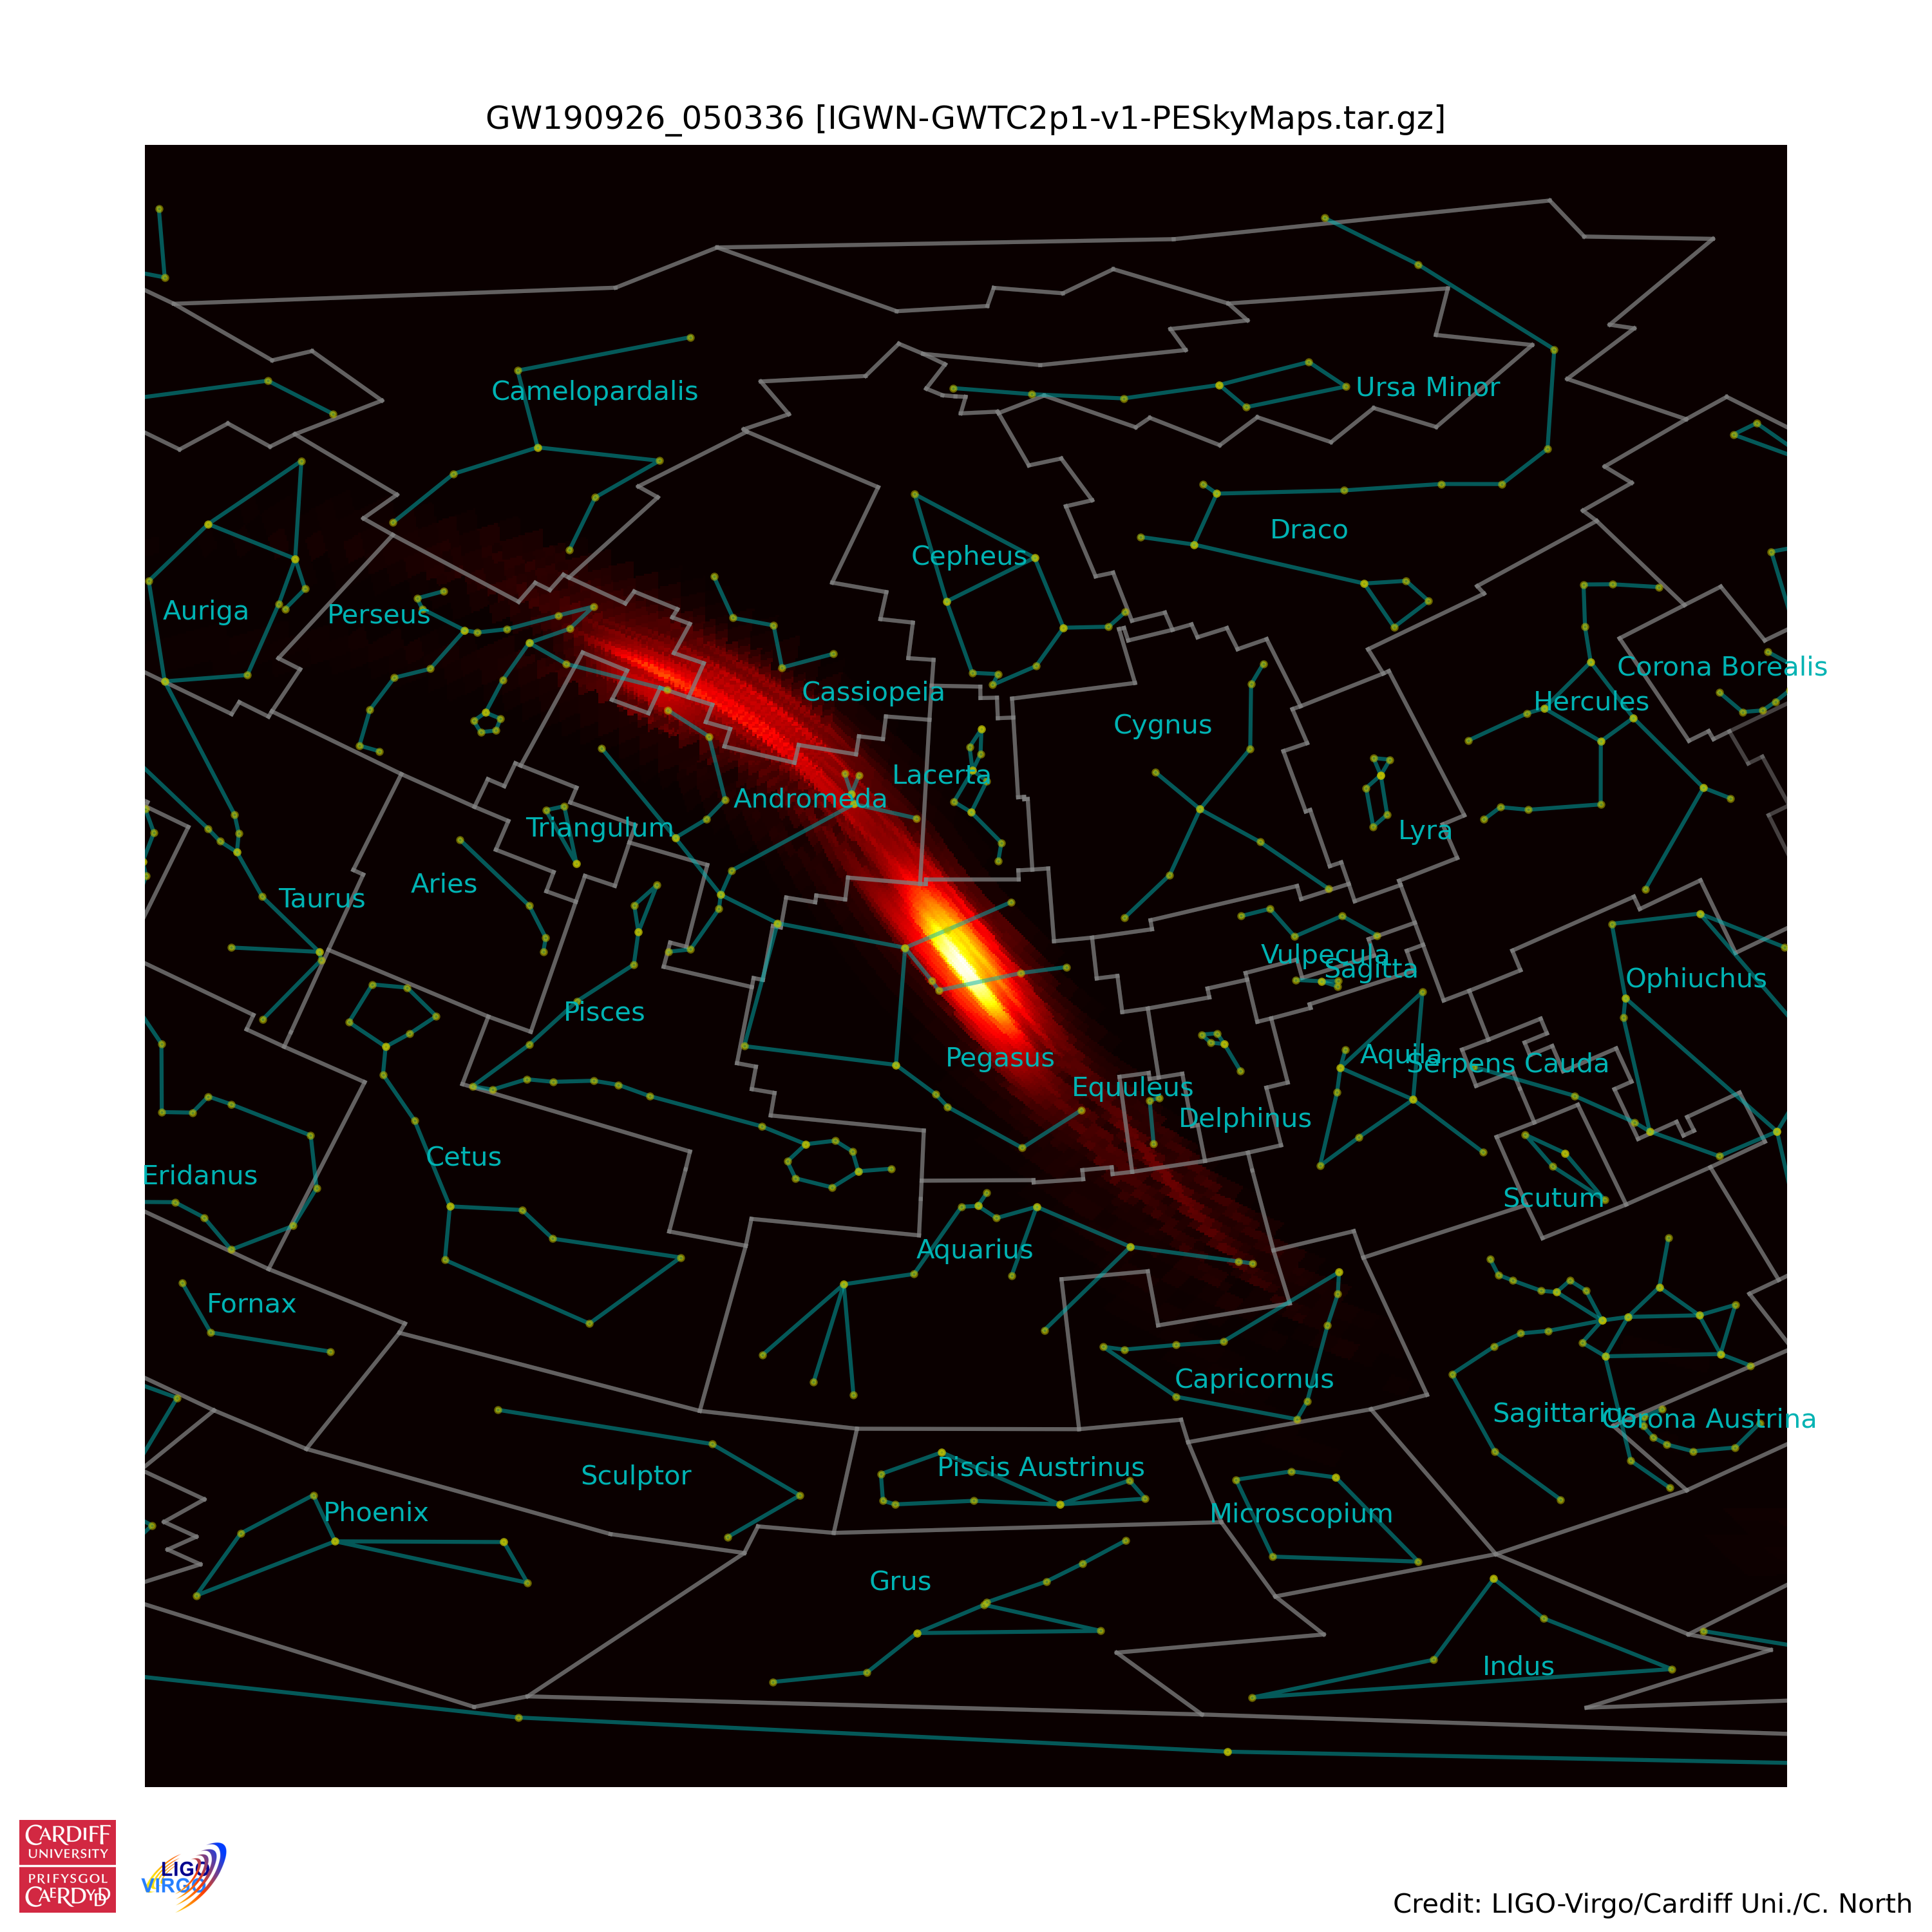 GW190926_050336 [IGWN-GWTC2p1-v1-PESkyMaps.tar.gz]
Camelopardalis
Ursa Minor
Draco
Cepheus
Auriga
Perseus
Corona Borealis
Cassiopeia
Hercules
Cygnus
Lacerta
Andromeda
Triangulum
Lyra
Aries
Taurus
Vulpecula
Sagitta
Ophiuchus
Pisces
Aquila
Pegasus
Serpens Cauda
Equuleus
Delphinus
Cetus
Eridanus
Scutum
Aquarius
Fornax
Capricornus
Sagittarius
Corona Austrina
Piscis Austrinus
Sculptor
Phoenix
Microscopium
Grus
Indus
CARDIFF
UNIVERSITY
PRIFYSGOL
CAERDYDD
LIGO
VIRGO
Credit: LIGO-Virgo/Cardiff Uni./C. North